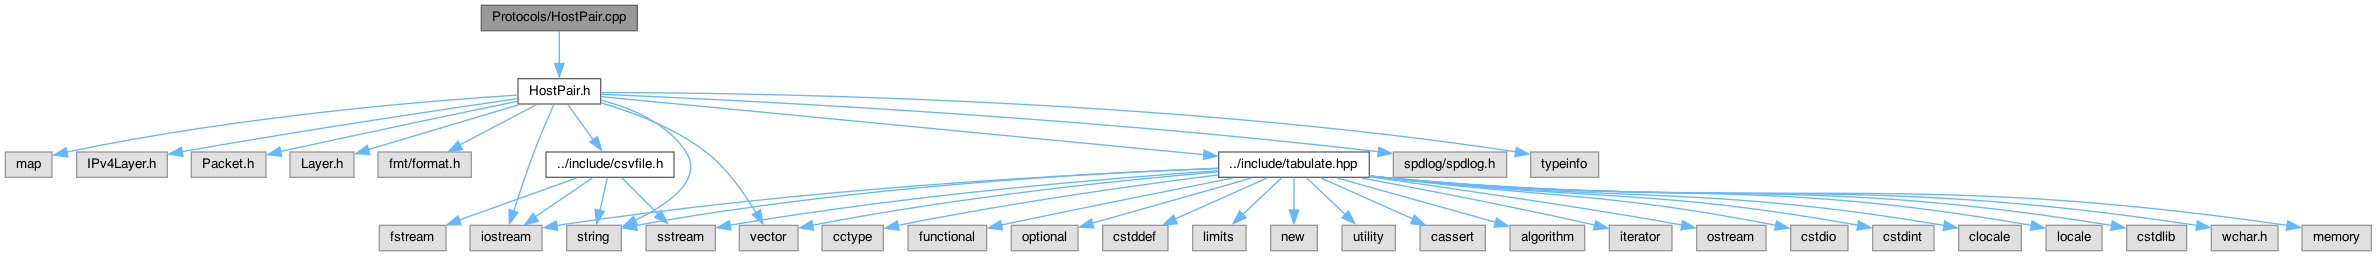 Protocols/HostPair.cpp
HostPair.h
map
IPv4Layer.h
Packet.h
Layer.h
fmt/format.h
../include/csvfile.h
../include/tabulate.hpp
spdlog/spdlog.h
typeinfo
fstream
iostream
string
sstream
vector
cctype
functional
optional
cstddef
limits
new
utility
cassert
algorithm
iterator
ostream
cstdio
cstdint
clocale
locale
cstdlib
wchar.h
memory